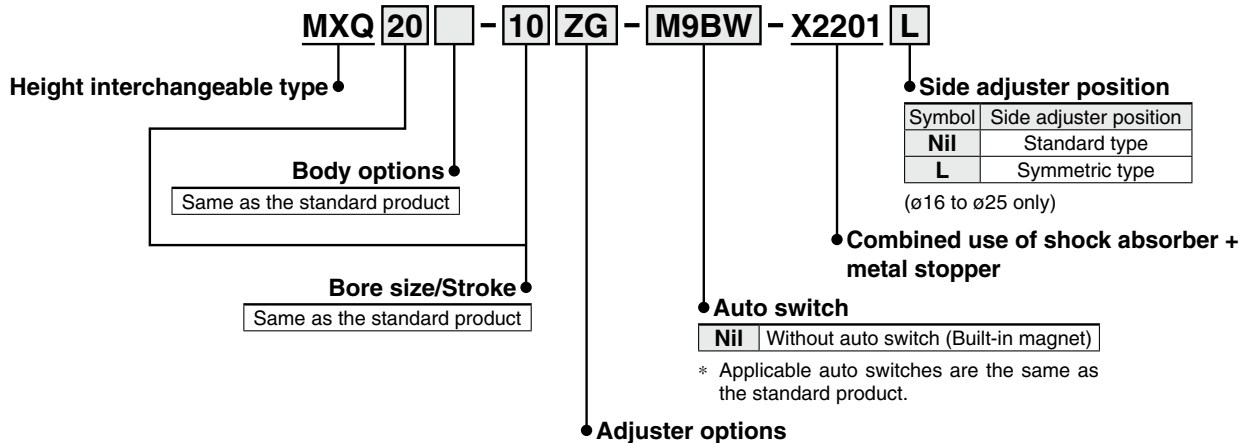 MXQ 20 - 10 ZG - M9BW - X2201 L
Height interchangeable type
Body options
Same as the standard product
Bore size/Stroke
Same as the standard product
Side adjuster position
Symbol Side adjuster position
Nil Standard type
L Symmetric type
(ø16 to ø25 only)
Combined use of shock absorber +
metal stopper
Auto switch
Nil Without auto switch (Built-in magnet)
* Applicable auto switches are the same as
the standard product.
Adjuster options